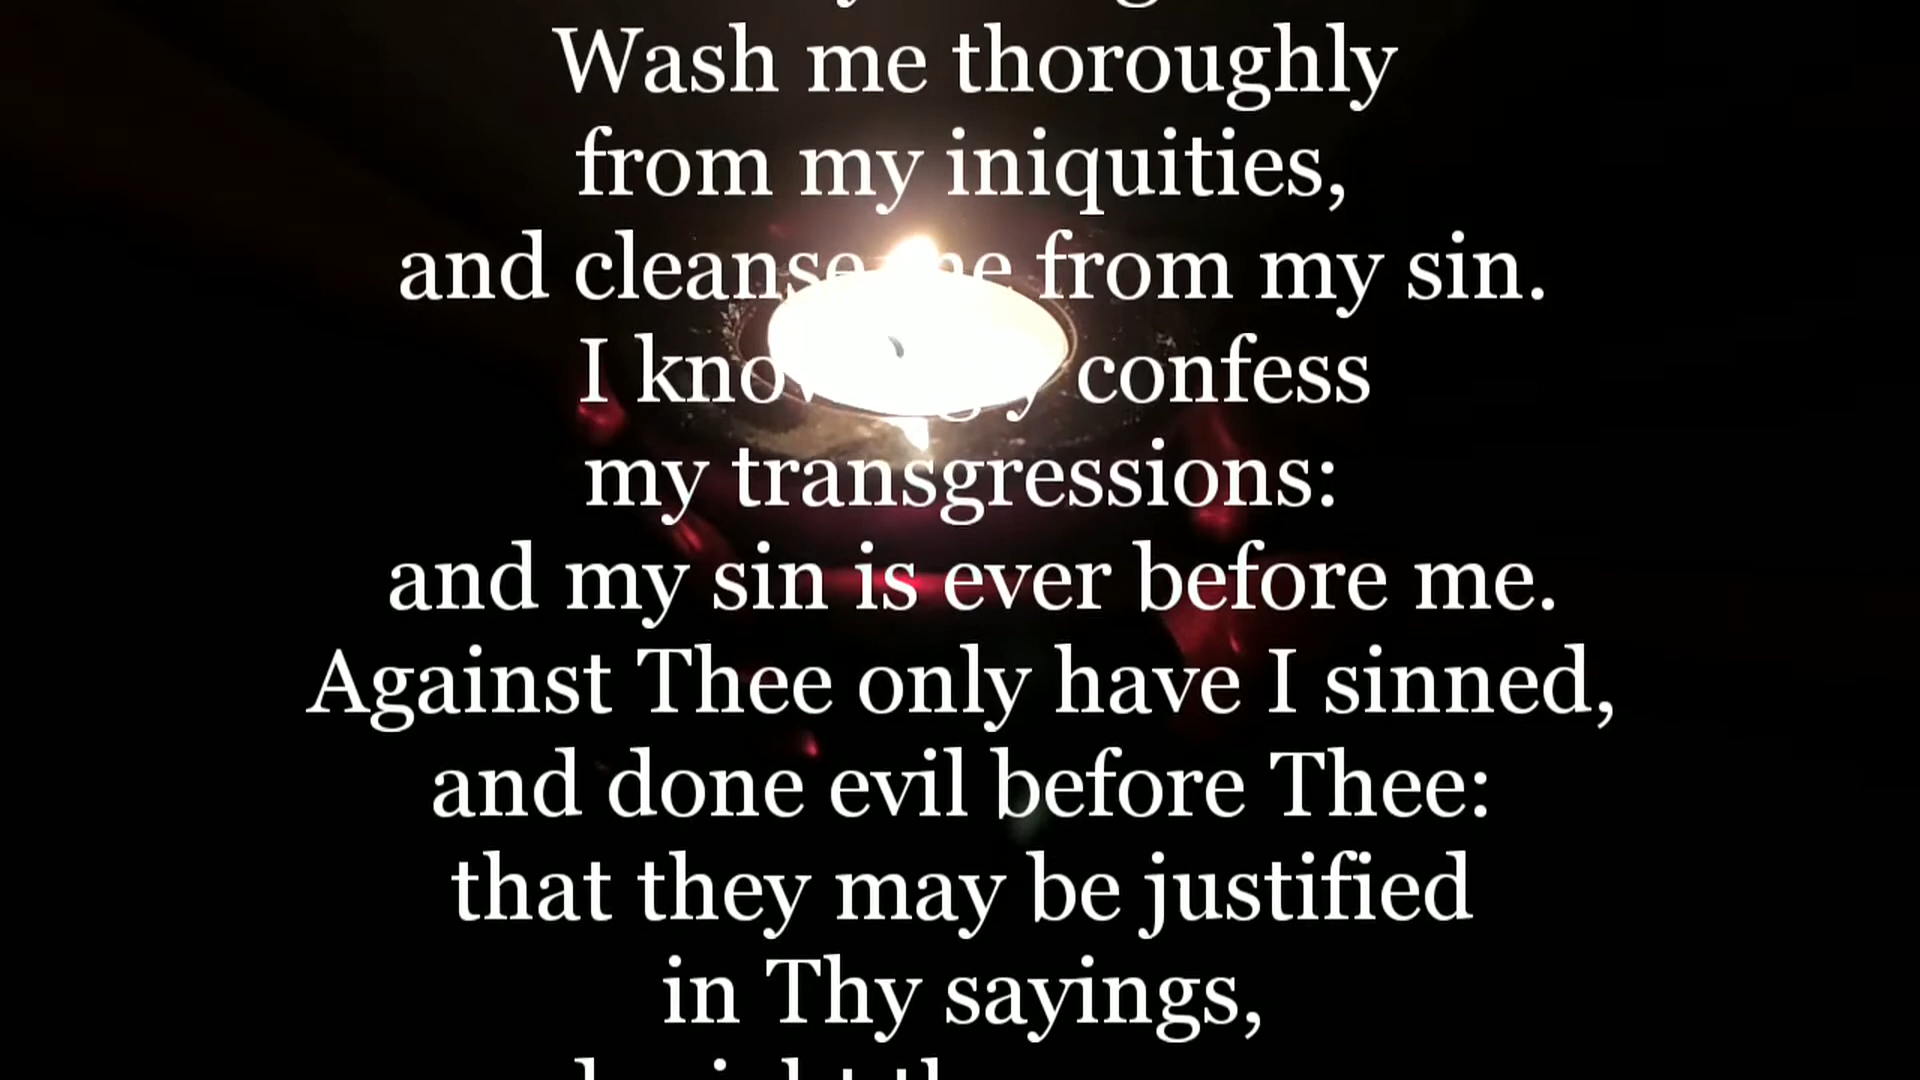 Wash me thoroughly
from my iniquities,
and cleanse me from my sin.
I confess
my transgressions:
and my sin is ever before me.
Against Thee only have I sinned,
and done evil before Thee:
that they may be justified
in Thy sayings,